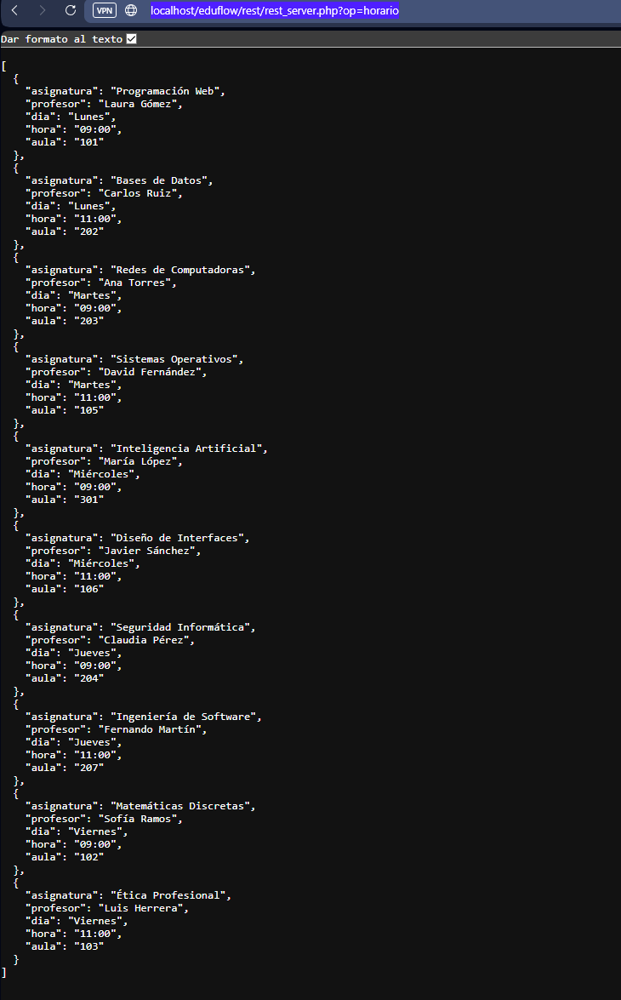 VPN localhost/eduflow/rest/rest_server.php?op=horario
Dar formato al texto
[
  {
    "asignatura": "Programación Web",
    "profesor": "Laura Gómez",
    "dia": "Lunes",
    "hora": "09:00",
    "aula": "101"
  },
  {
    "asignatura": "Bases de Datos",
    "profesor": "Carlos Ruiz",
    "dia": "Lunes",
    "hora": "11:00",
    "aula": "202"
  },
  {
    "asignatura": "Redes de Computadoras",
    "profesor": "Ana Torres",
    "dia": "Martes",
    "hora": "09:00",
    "aula": "203"
  },
  {
    "asignatura": "Sistemas Operativos",
    "profesor": "David Fernández",
    "dia": "Martes",
    "hora": "11:00",
    "aula": "105"
  },
  {
    "asignatura": "Inteligencia Artificial",
    "profesor": "María López",
    "dia": "Miércoles",
    "hora": "09:00",
    "aula": "301"
  },
  {
    "asignatura": "Diseño de Interfaces",
    "profesor": "Javier Sánchez",
    "dia": "Miércoles",
    "hora": "11:00",
    "aula": "106"
  },
  {
    "asignatura": "Seguridad Informática",
    "profesor": "Claudia Pérez",
    "dia": "Jueves",
    "hora": "09:00",
    "aula": "204"
  },
  {
    "asignatura": "Ingeniería de Software",
    "profesor": "Fernando Martín",
    "dia": "Jueves",
    "hora": "11:00",
    "aula": "207"
  },
  {
    "asignatura": "Matemáticas Discretas",
    "profesor": "Sofía Ramos",
    "dia": "Viernes",
    "hora": "09:00",
    "aula": "102"
  },
  {
    "asignatura": "Ética Profesional",
    "profesor": "Luis Herrera",
    "dia": "Viernes",
    "hora": "11:00",
    "aula": "103"
  }
]